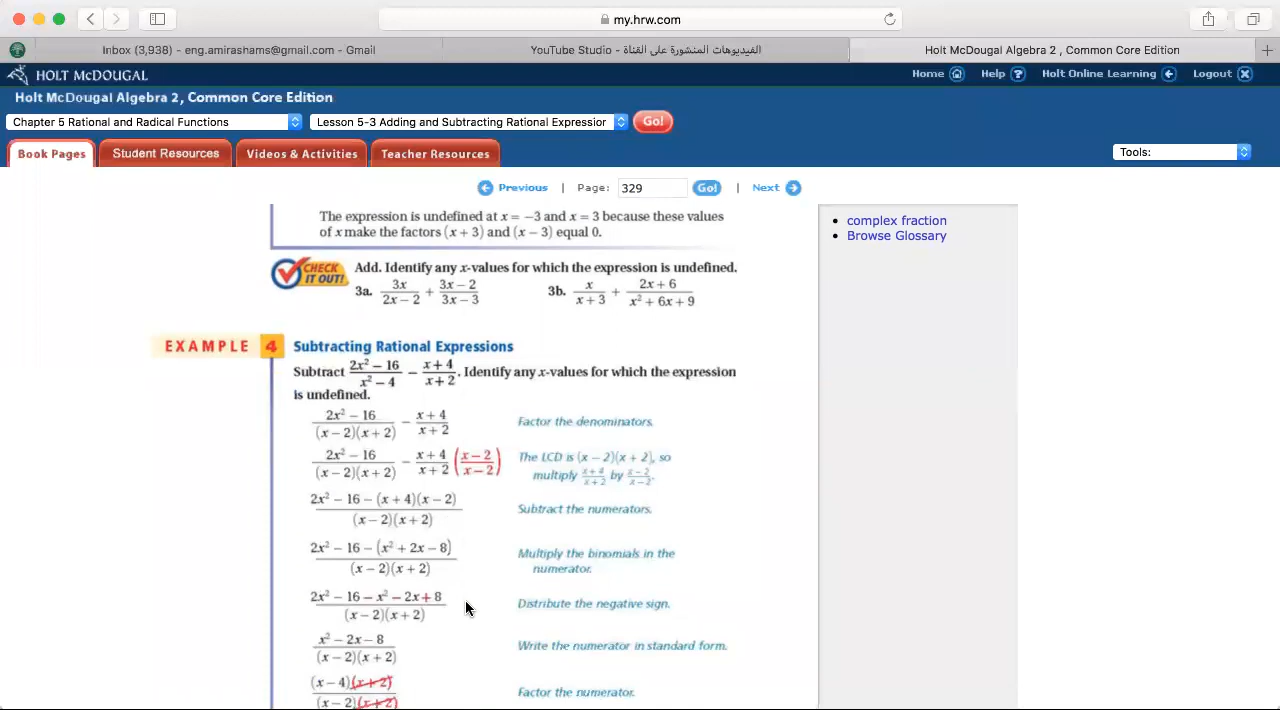 my.hrw.com
Inbox (3,938) - eng.amirashams@gmail.com - Gmail
الفيديوهات المنشورة على القناة - YouTube Studio
Holt McDougal Algebra 2 , Common Core Edition
HOLT McDOUGAL
Home
Help ?
Holt Online Learning
Logout
Holt McDougal Algebra 2, Common Core Edition
Chapter 5 Rational and Radical Functions
Lesson 5-3 Adding and Subtracting Rational Expression
Go!
Book Pages
Student Resources
Videos & Activities
Teacher Resources
Tools:
Previous | Page: 329 Go! | Next
The expression is undefined at x = −3 and x = 3 because these values
of x make the factors (x + 3) and (x − 3) equal 0.
CHECK IT OUT!
Add. Identify any x-values for which the expression is undefined.
3a. 3x/(2x − 2) + (3x − 2)/(3x − 3)
3b. x/(x + 3) + (2x + 6)/(x² + 6x + 9)
EXAMPLE 4
Subtracting Rational Expressions
Subtract (2x² − 16)/(x² − 4) − (x + 4)/(x + 2). Identify any x-values for which the expression
is undefined.
(2x² − 16)/((x − 2)(x + 2)) − (x + 4)/(x + 2)
Factor the denominators.
(2x² − 16)/((x − 2)(x + 2)) − (x + 4)/(x + 2) ((x − 2)/(x − 2))
The LCD is (x − 2)(x + 2), so
multiply (x + 4)/(x + 2) by (x − 2)/(x − 2).
(2x² − 16 − (x + 4)(x − 2))/((x − 2)(x + 2))
Subtract the numerators.
(2x² − 16 − (x² + 2x − 8))/((x − 2)(x + 2))
Multiply the binomials in the
numerator.
(2x² − 16 − x² − 2x + 8)/((x − 2)(x + 2))
Distribute the negative sign.
(x² − 2x − 8)/((x − 2)(x + 2))
Write the numerator in standard form.
((x − 4)(x + 2))/((x − 2)(x + 2))
Factor the numerator.
complex fraction
Browse Glossary